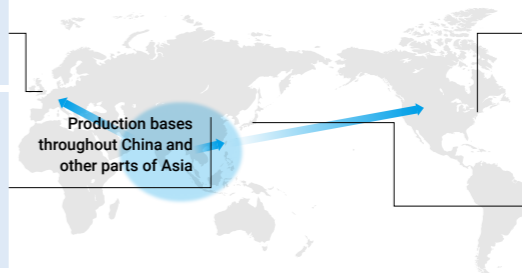 Production bases
throughout China and
other parts of Asia